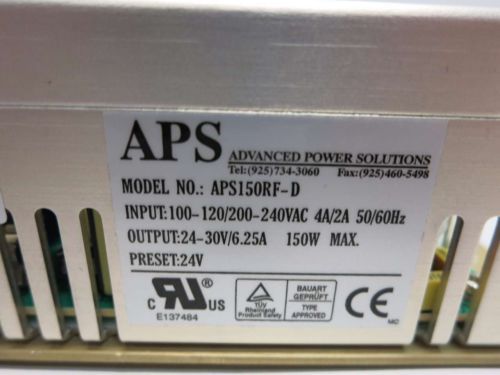 APS ADVANCED POWER SOLUTIONS
Tel:(925)734-3060 Fax:(925)460-5498
MODEL NO.: APS150RF-D
INPUT:100-120/200-240VAC 4A/2A 50/60Hz
OUTPUT:24-30V/6.25A 150W MAX.
PRESET:24V
C RU US
E137484
TÜV
Rheinland
Product Safety
BAUART
GEPRÜFT
TYPE
APPROVED
CE
MC